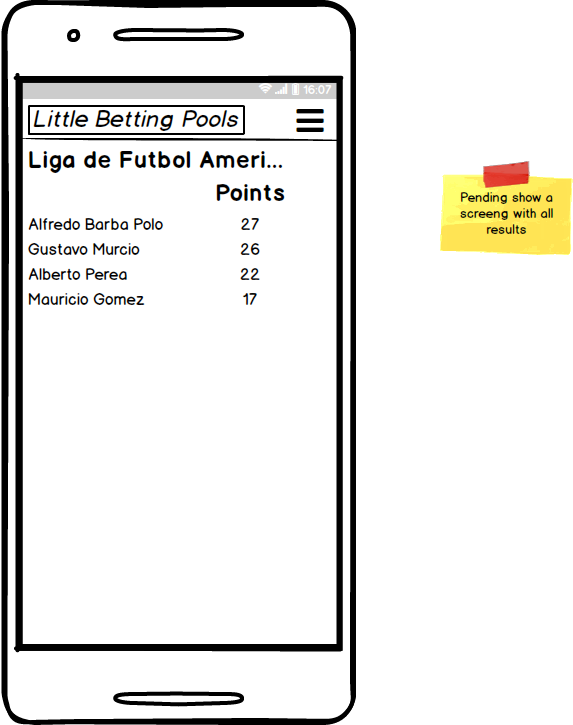 16:07
Little Betting Pools
Liga de Futbol Ameri...
Points
Alfredo Barba Polo 27
Gustavo Murcio 26
Alberto Perea 22
Mauricio Gomez 17
Pending show a
screeng with all
results